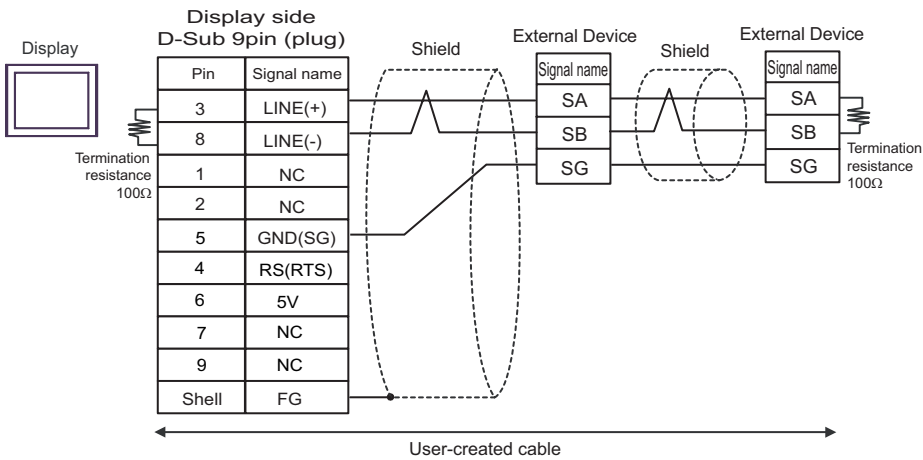 Display side
D-Sub 9pin (plug)
Display
Shield
External Device
Shield
External Device
Pin Signal name
Signal name
Signal name
3 LINE(+)
SA
SA
8 LINE(-)
SB
SB
Termination
resistance
100Ω
Termination
resistance
100Ω
1 NC
SG
SG
2 NC
5 GND(SG)
4 RS(RTS)
6 5V
7 NC
9 NC
Shell FG
User-created cable